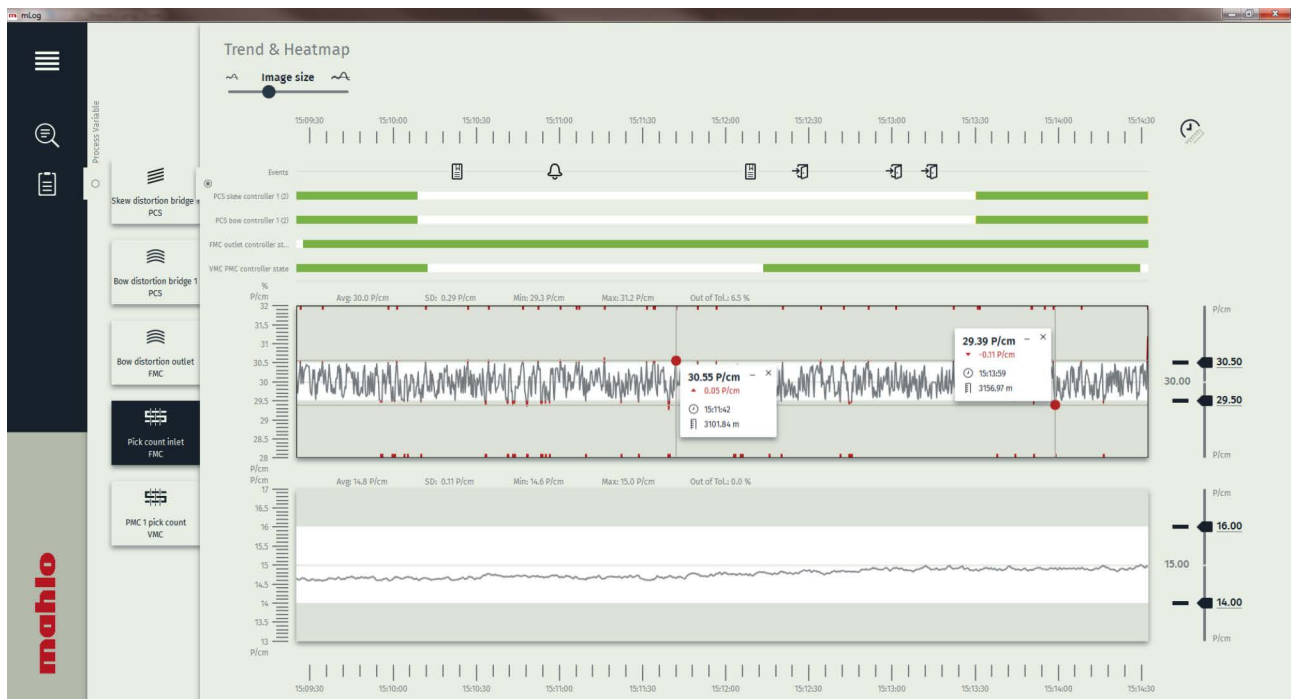 mLog
Trend & Heatmap
Image size
Process Variable
15:09:30 15:10:00 15:10:30 15:11:00 15:11:30 15:12:00 15:12:30 15:13:00 15:13:30 15:14:00 15:14:30
Events
Skew distortion bridge
PCS
PCS skew controller 1 (2)
PCS bow controller 1 (2)
FMC outlet controller st...
VMC PMC controller state
Bow distortion bridge 1
PCS
Bow distortion outlet
FMC
Pick count inlet
FMC
PMC 1 pick count
VMC
%
P/cm
Avg: 30.0 P/cm SD: 0.29 P/cm Min: 29.3 P/cm Max: 31.2 P/cm Out of Tol.: 6.5 %
32
31.5
31
30.5
30
29.5
29
28.5
28
P/cm
29.39 P/cm
-0.11 P/cm
15:13:59
3156.97 m
30.55 P/cm
0.05 P/cm
15:11:42
3101.84 m
P/cm
30.50
30.00
29.50
P/cm
P/cm
Avg: 14.8 P/cm SD: 0.11 P/cm Min: 14.6 P/cm Max: 15.0 P/cm Out of Tol.: 0.0 %
17
16.5
16
15.5
15
14.5
14
13.5
13
P/cm
P/cm
16.00
15.00
14.00
P/cm
15:09:30 15:10:00 15:10:30 15:11:00 15:11:30 15:12:00 15:12:30 15:13:00 15:13:30 15:14:00 15:14:30
mahlo